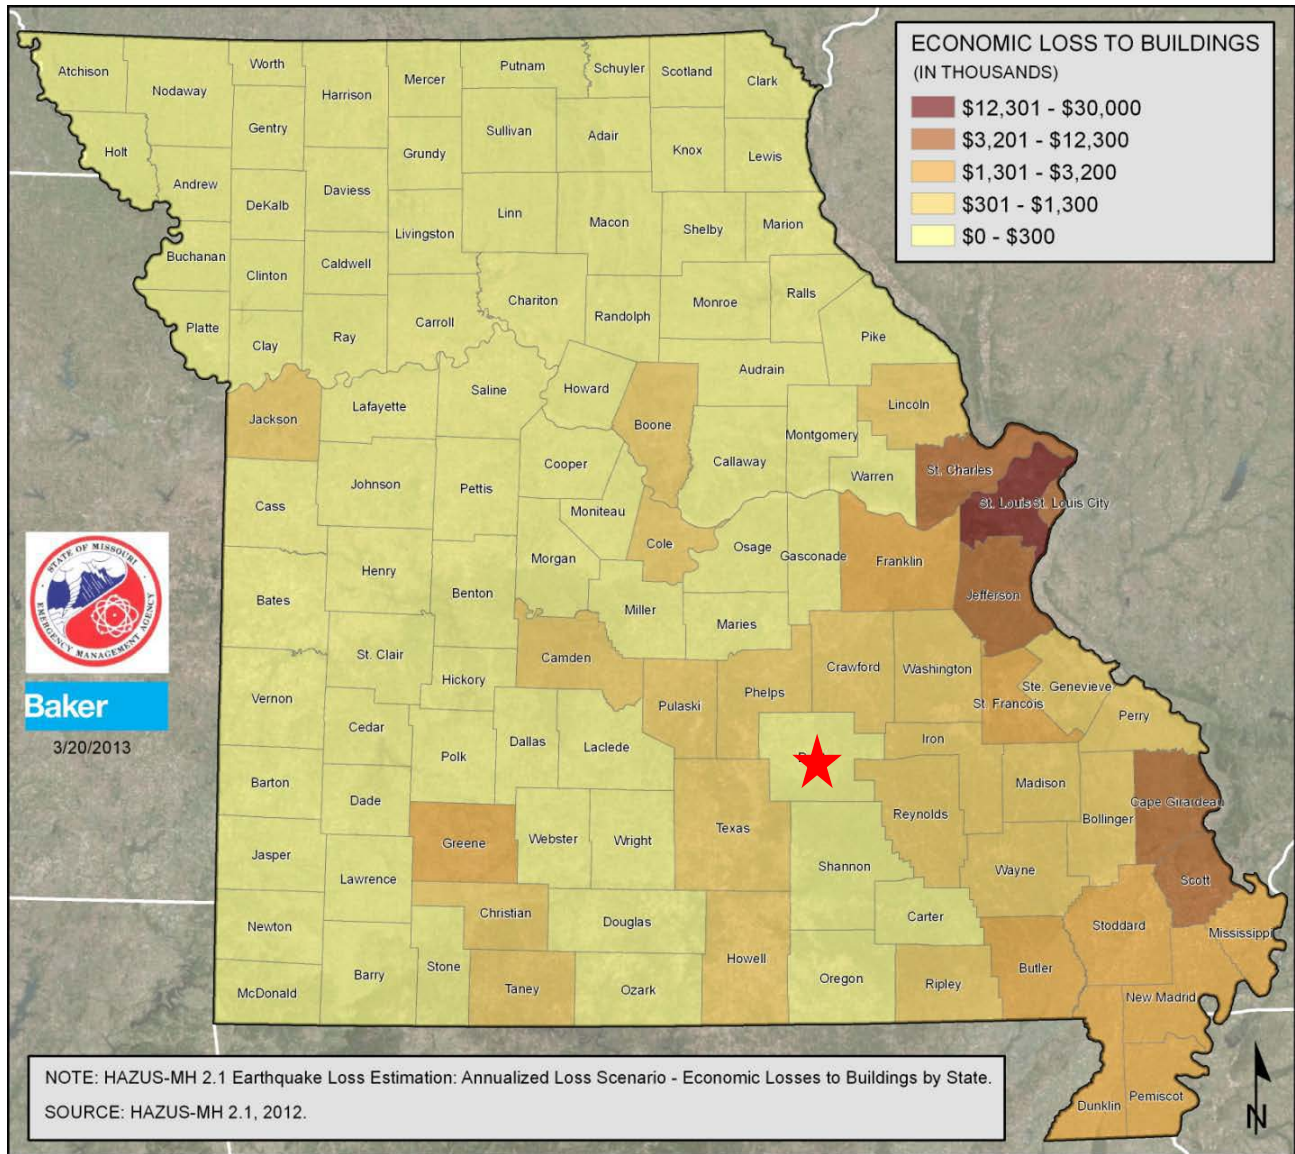 ECONOMIC LOSS TO BUILDINGS
(IN THOUSANDS)
$12,301 - $30,000
$3,201 - $12,300
$1,301 - $3,200
$301 - $1,300
$0 - $300
Atchison
Nodaway
Worth
Harrison
Mercer
Putnam
Schuyler
Scotland
Clark
Holt
Gentry
Sullivan
Adair
Knox
Lewis
Andrew
Grundy
DeKalb
Daviess
Linn
Macon
Shelby
Marion
Livingston
Buchanan
Clinton
Caldwell
Chariton
Monroe
Ralls
Platte
Clay
Ray
Carroll
Randolph
Pike
Audrain
Jackson
Lafayette
Saline
Howard
Boone
Lincoln
Montgomery
Callaway
Cooper
Warren
St. Charles
Johnson
Pettis
Cass
Moniteau
St. Louis
St. Louis City
Cole
Osage
Gasconade
Morgan
Franklin
Henry
Benton
Bates
Miller
Maries
Jefferson
St. Clair
Camden
Hickory
Crawford
Washington
Vernon
Pulaski
Phelps
Ste. Genevieve
St. Francois
Perry
Cedar
Dallas
Laclede
Polk
Iron
Barton
Dade
Madison
Cape Girardeau
Bollinger
Reynolds
Texas
Greene
Webster
Wright
Jasper
Lawrence
Shannon
Wayne
Scott
Christian
Douglas
Carter
Newton
Stoddard
Mississippi
Howell
Barry
Stone
Taney
Ozark
Oregon
Ripley
Butler
McDonald
New Madrid
Pemiscot
Dunklin
STATE OF MISSOURI
EMERGENCY MANAGEMENT AGENCY
Baker
3/20/2013
NOTE: HAZUS-MH 2.1 Earthquake Loss Estimation: Annualized Loss Scenario - Economic Losses to Buildings by State.
SOURCE: HAZUS-MH 2.1, 2012.
N